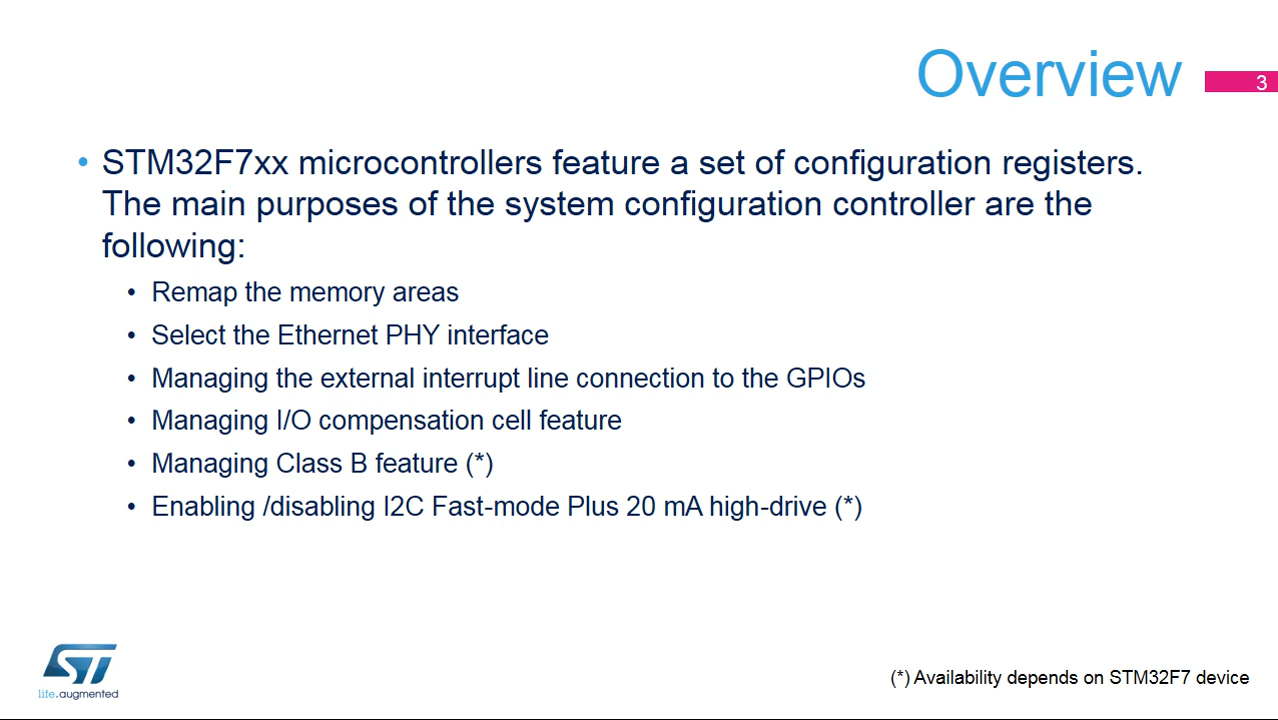 Overview
3
• STM32F7xx microcontrollers feature a set of configuration registers.
The main purposes of the system configuration controller are the
following:
• Remap the memory areas
• Select the Ethernet PHY interface
• Managing the external interrupt line connection to the GPIOs
• Managing I/O compensation cell feature
• Managing Class B feature (*)
• Enabling /disabling I2C Fast-mode Plus 20 mA high-drive (*)
ST
life.augmented
(*) Availability depends on STM32F7 device